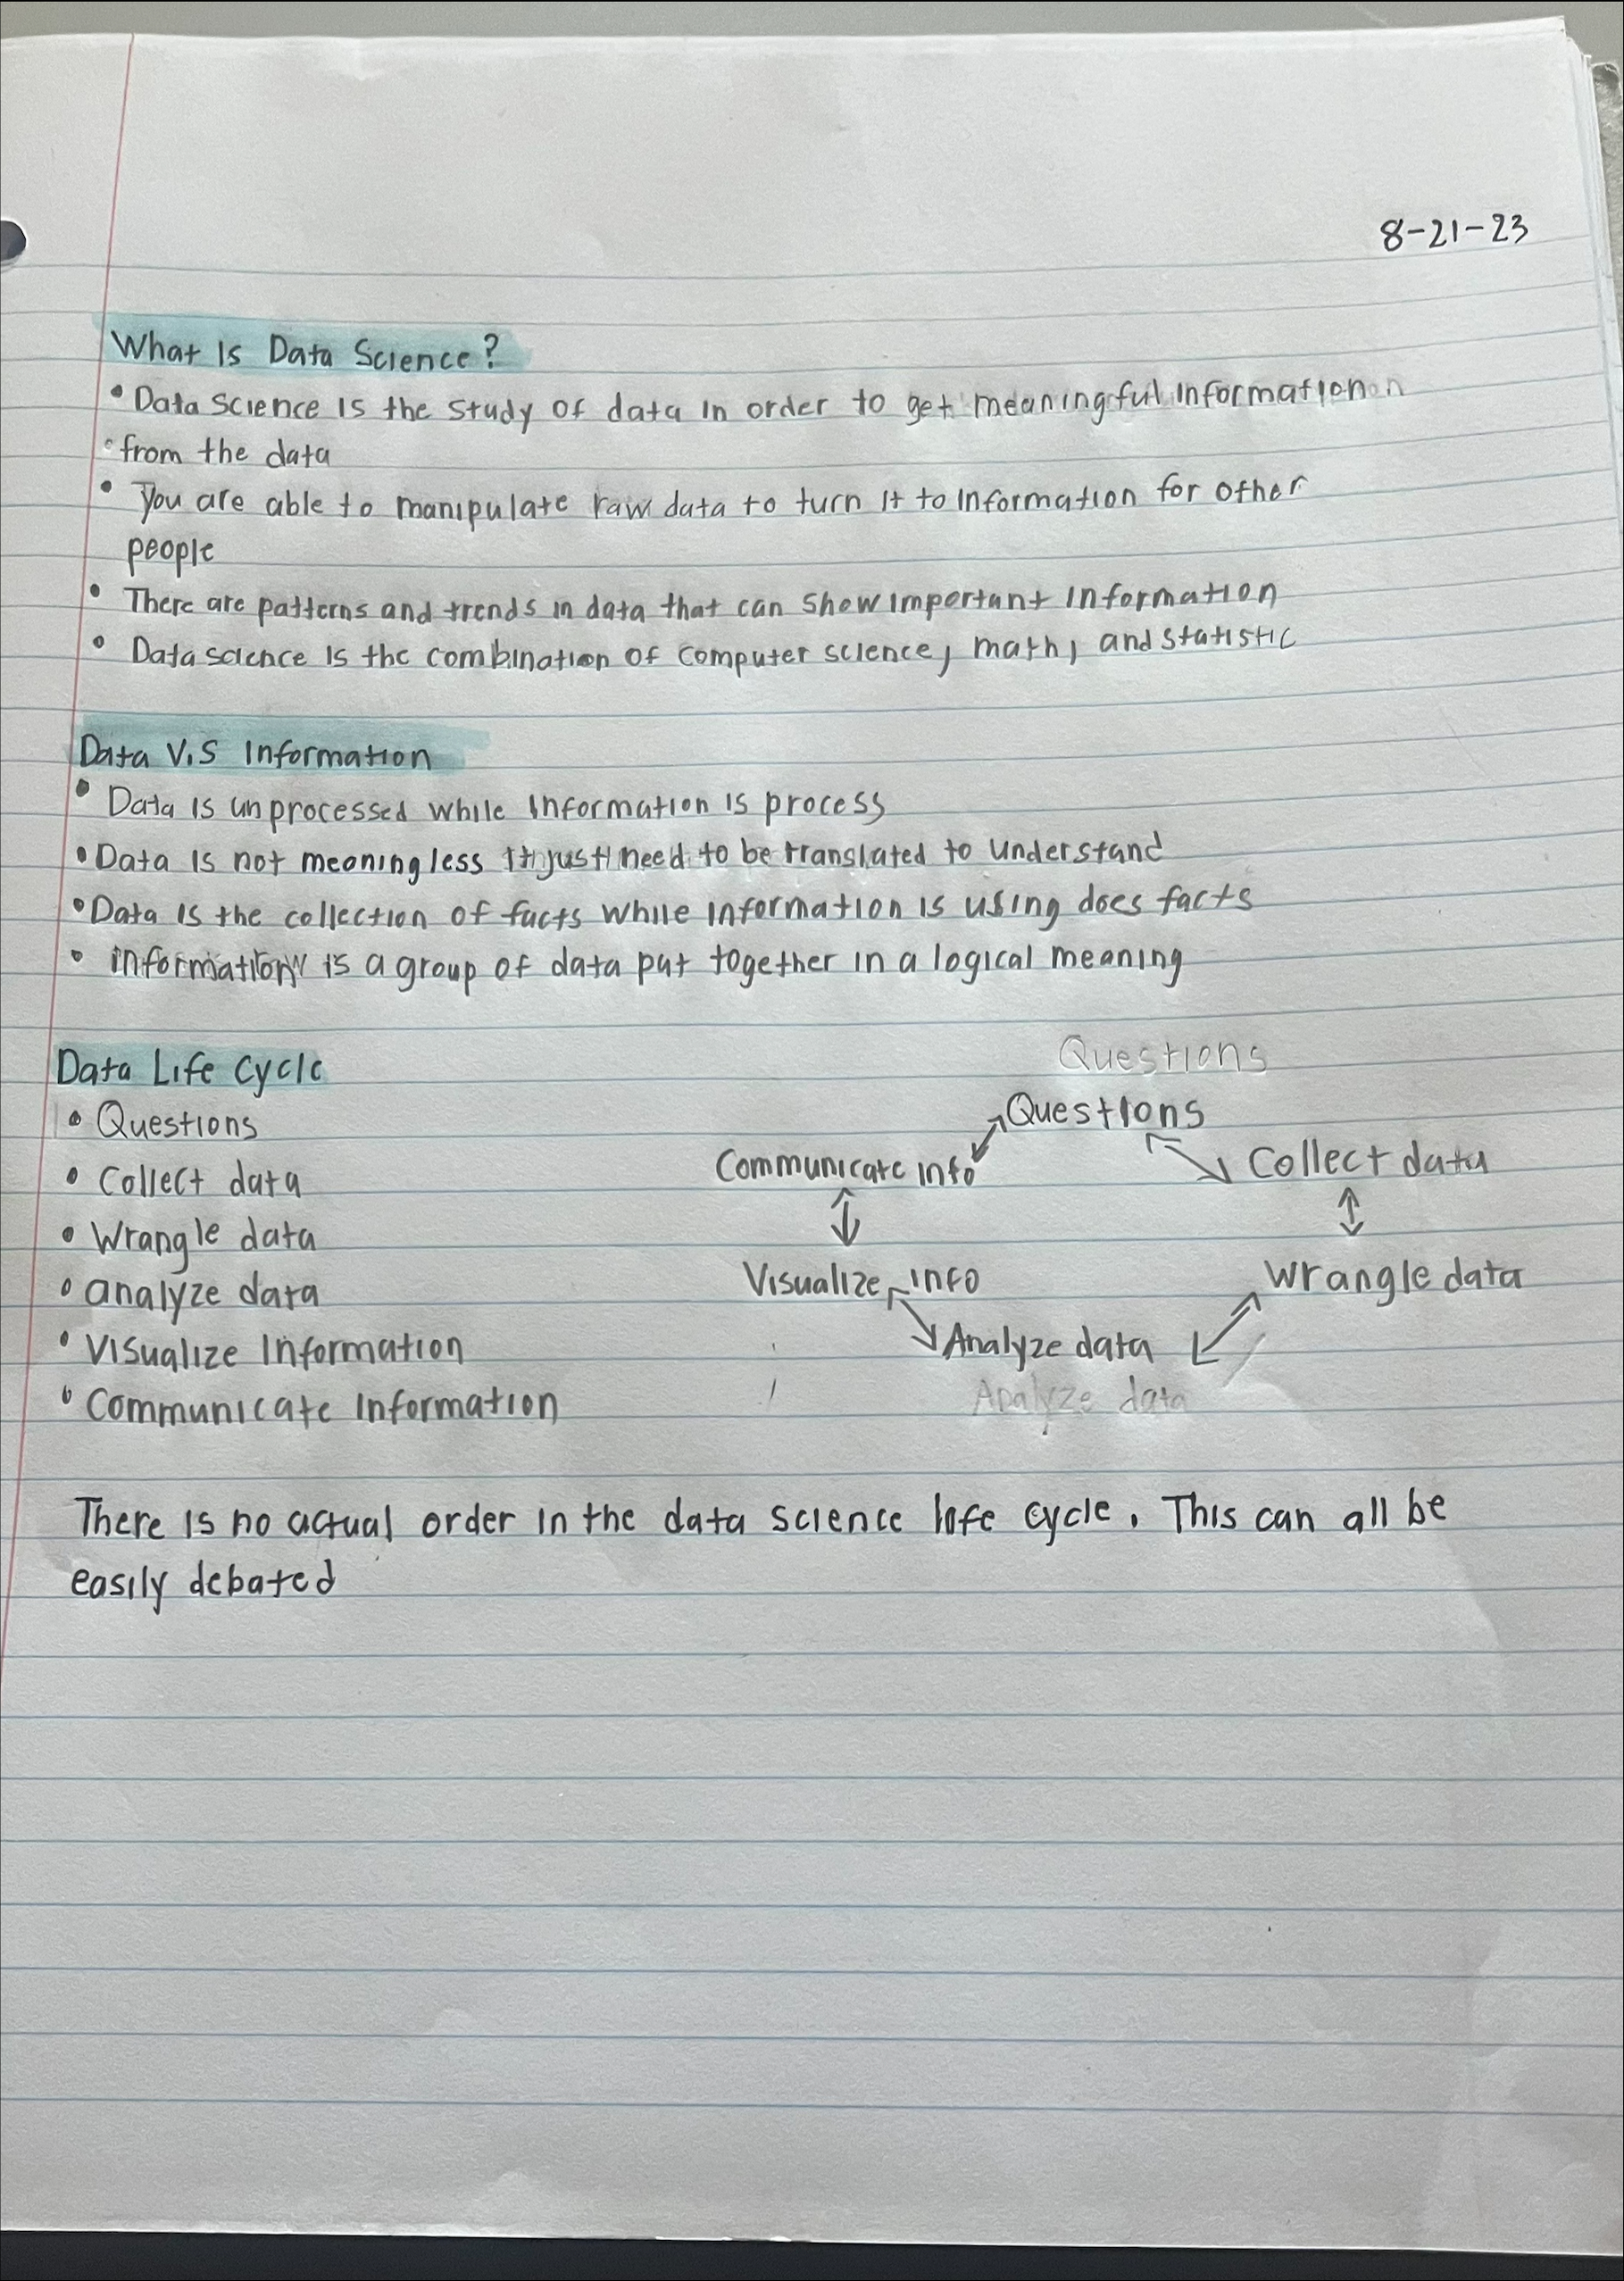 8-21-23
What Is Data Science?
• Data science is the study of data in order to get meaningful information
from the data
• You are able to manipulate raw data to turn it to information for other
people
• There are patterns and trends in data that can show important information
• Data science is the combination of computer science, math, and statistic
Data V.S Information
• Data is unprocessed while information is process
• Data is not meaningless it just need to be translated to understand
• Data is the collection of facts while information is using does facts
• information is a group of data put together in a logical meaning
Data Life Cycle
• Questions
• Collect data
• Wrangle data
• analyze data
• Visualize Information
• Communicate Information
Questions
Questions
Communicate info
Collect data
Visualize info
Wrangle data
Analyze data
Analyze data
There is no actual order in the data science life cycle. This can all be
easily debated